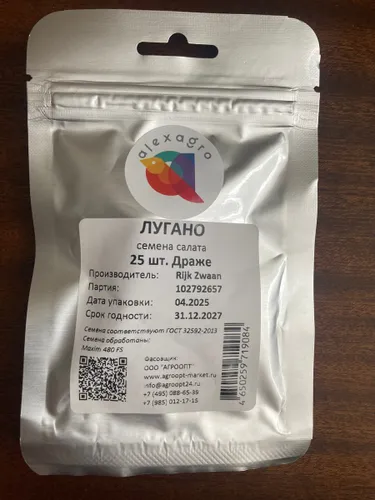 alexagro
ЛУГАНО
семена салата
25 шт. Драже
Производитель: Rijk Zwaan
Партия: 102792657
Дата упаковки: 04.2025
Срок годности: 31.12.2027
Семена соответствуют ГОСТ 32592-2013
Семена обработаны:
Maxim 480 FS
Фасовщик:
ООО "АГРООПТ"
www.agroopt-market.ru
info@agroopt24.ru
+7 (495) 088-65-39
+7 (985) 012-17-15
4650259719084